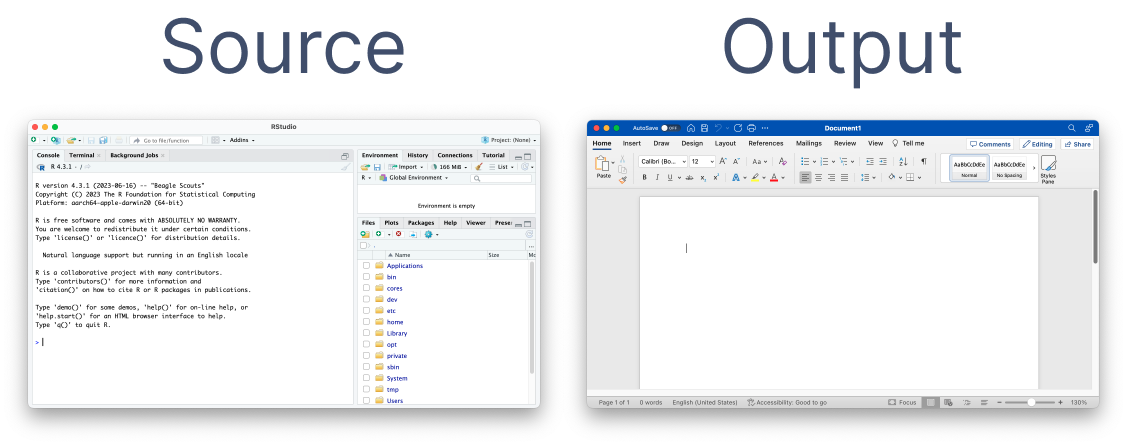 Source
Output
RStudio
Go to file/function
Addins
Project: (None)
Console
Terminal
Background Jobs
R 4.3.1 · ~/
R version 4.3.1 (2023-06-16) -- "Beagle Scouts"
Copyright (C) 2023 The R Foundation for Statistical Computing
Platform: aarch64-apple-darwin20 (64-bit)
R is free software and comes with ABSOLUTELY NO WARRANTY.
You are welcome to redistribute it under certain conditions.
Type 'license()' or 'licence()' for distribution details.
Natural language support but running in an English locale
R is a collaborative project with many contributors.
Type 'contributors()' for more information and
'citation()' on how to cite R or R packages in publications.
Type 'demo()' for some demos, 'help()' for on-line help, or
'help.start()' for an HTML browser interface to help.
Type 'q()' to quit R.
>
Environment History Connections Tutorial
Import 166 MiB List
R Global Environment
Environment is empty
Files Plots Packages Help Viewer Prese
Name Size Mo
Applications
bin
cores
dev
etc
home
Library
opt
private
sbin
System
tmp
Users
AutoSave OFF Document1
Home Insert Draw Design Layout References Mailings Review View Tell me Comments Editing Share
Paste
Calibri (Bo... 12 A A Aa A
B I U ab x₂ x² A A
AaBbCcDdEe AaBbCcDdEe
Normal No Spacing
Styles
Pane
Page 1 of 1 0 words English (United States) Accessibility: Good to go Focus 130%